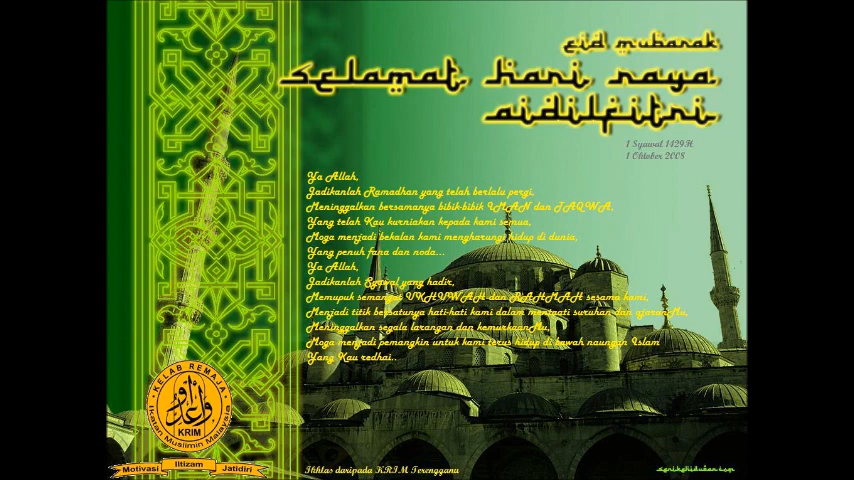 Eid mubarak
Selamat hari raya
aidilfitri
1 Syawal 1429H
1 Oktober 2008
Ya Allah,
Jadikanlah Ramadhan yang telah berlalu pergi,
Meninggalkan bersamanya bibik-bibik IMAN dan TAQWA,
Yang telah Kau kurniakan kepada kami semua,
Moga menjadi bekalan kami mengharungi hidup di dunia,
Yang penuh fana dan noda...
Ya Allah,
Jadikanlah Syawal yang hadir,
Memupuk semangat UKHUWAH dan RAHMAH sesama kami,
Menjadi titik bersatunya hati-hati kami dalam mentaati suruhan dan ajaranMu,
Meninggalkan segala larangan dan kemurkaanMu,
Moga menjadi pemangkin untuk kami terus hidup di bawah naungan Islam
Yang Kau redhai..
KELAB REMAJA
KRIM
Ikatan Muslimin Malaysia
Motivasi Iltizam Jatidiri
Ikhlas daripada KRIM Terengganu